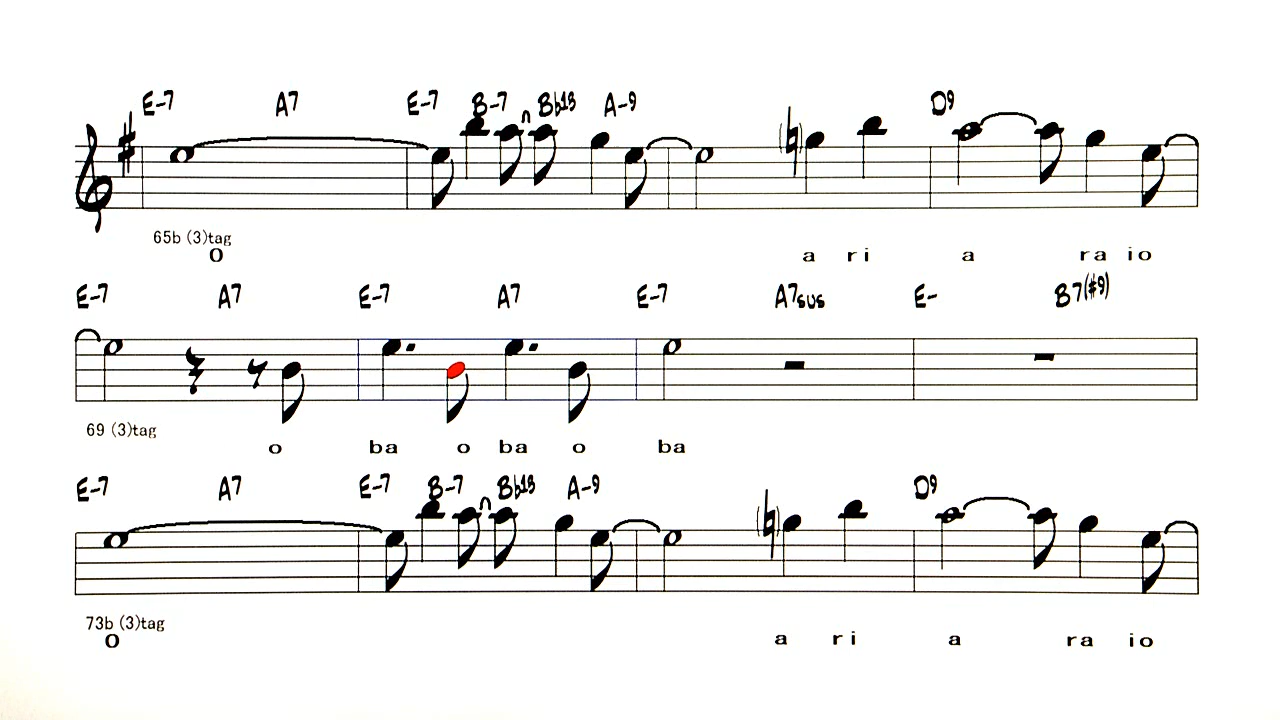 E-7 A7 E-7 B-7 Bb13 A-9 D9
65b (3)tag
O a ri a ra io
E-7 A7 E-7 A7 E-7 A7sus E- B7(#9)
69 (3)tag
o ba o ba o ba
E-7 A7 E-7 B-7 Bb13 A-9 D9
73b (3)tag
O a ri a ra io